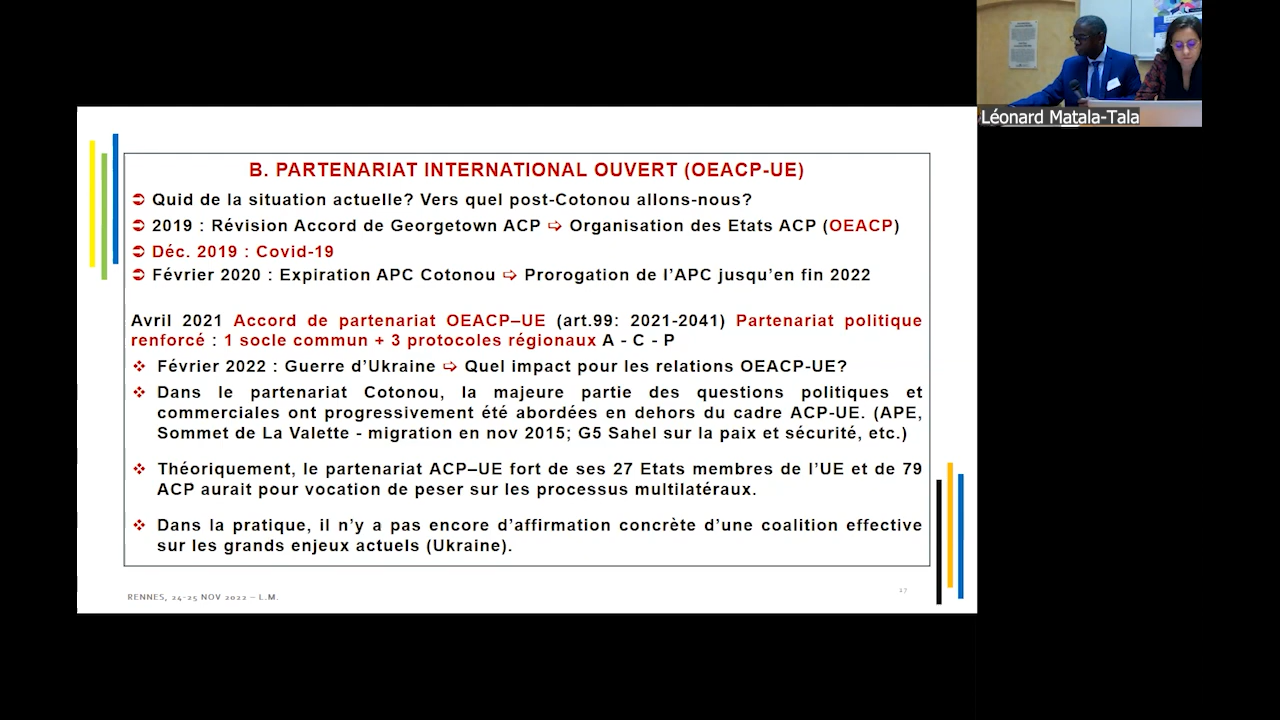 B. PARTENARIAT INTERNATIONAL OUVERT (OEACP-UE)
Quid de la situation actuelle? Vers quel post-Cotonou allons-nous?
2019 : Révision Accord de Georgetown ACP ⇨ Organisation des Etats ACP (OEACP)
Déc. 2019 : Covid-19
Février 2020 : Expiration APC Cotonou ⇨ Prorogation de l'APC jusqu'en fin 2022
Avril 2021 Accord de partenariat OEACP–UE (art.99: 2021-2041) Partenariat politique
renforcé : 1 socle commun + 3 protocoles régionaux A - C - P
Février 2022 : Guerre d'Ukraine ⇨ Quel impact pour les relations OEACP-UE?
Dans le partenariat Cotonou, la majeure partie des questions politiques et
commerciales ont progressivement été abordées en dehors du cadre ACP-UE. (APE,
Sommet de La Valette - migration en nov 2015; G5 Sahel sur la paix et sécurité, etc.)
Théoriquement, le partenariat ACP–UE fort de ses 27 Etats membres de l'UE et de 79
ACP aurait pour vocation de peser sur les processus multilatéraux.
Dans la pratique, il n'y a pas encore d'affirmation concrète d'une coalition effective
sur les grands enjeux actuels (Ukraine).
RENNES, 24-25 NOV 2022 – L.M.
17
Léonard Matala-Tala